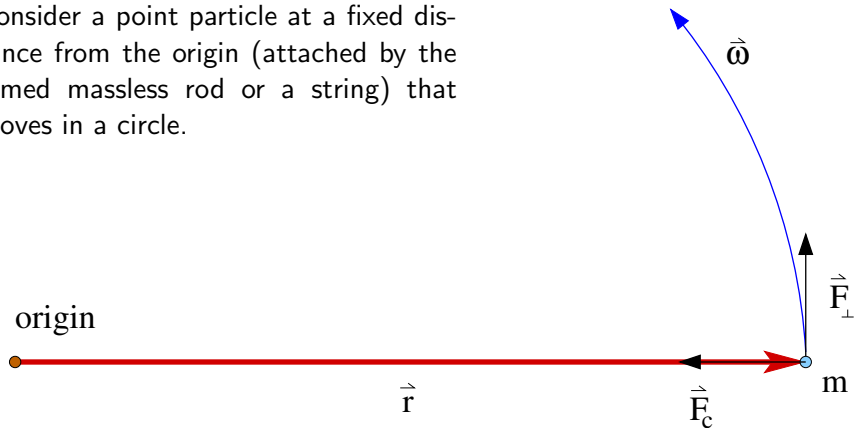 onsider a point particle at a fixed dis-
nce from the origin (attached by the
med massless rod or a string) that
oves in a circle.
ω⃗
origin
F⃗⊥
m
r⃗
F⃗c